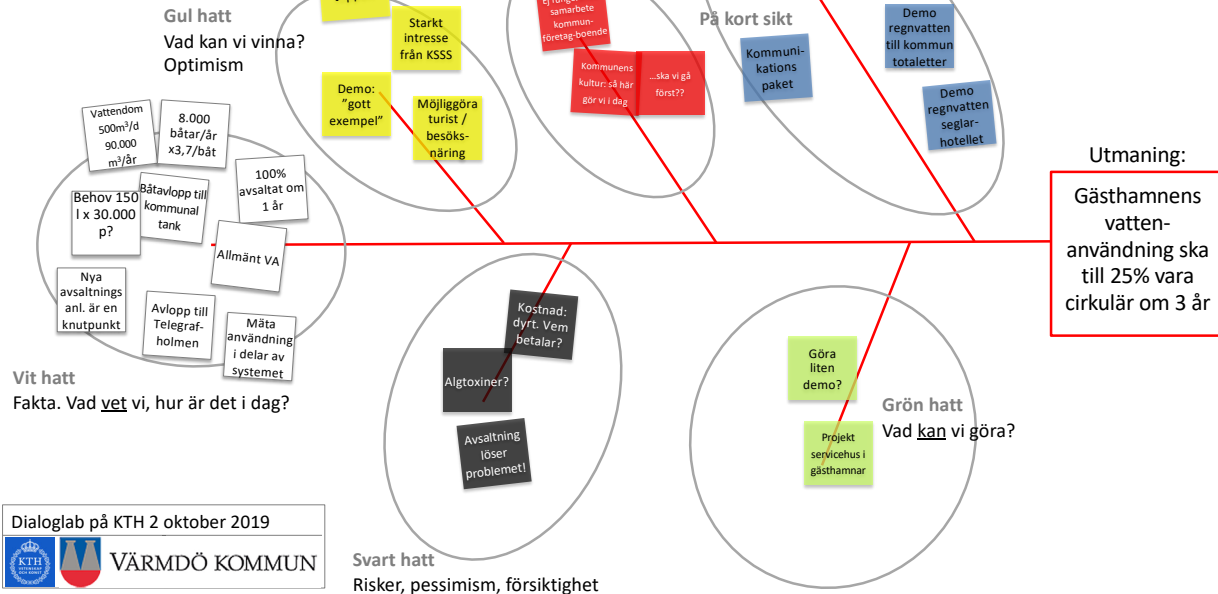 Gul hatt
Vad kan vi vinna?
Optimism
Starkt
intresse
från KSSS
Demo:
”gott
exempel”
Möjliggöra
turist /
besöks-
näring
samarbete
kommun-
företag-boende
Kommunens
kultur: så här
gör vi i dag
...ska vi gå
först??
På kort sikt
Kommuni-
kations
paket
Demo
regnvatten
till kommun
totaletter
Demo
regnvatten
seglar-
hotellet
Utmaning:
Gästhamnens
vatten-
användning ska
till 25% vara
cirkulär om 3 år
Vattendom
500m³/d
90.000
m³/år
8.000
båtar/år
x3,7/båt
100%
avsaltat om
1 år
Behov 150
l x 30.000
p?
Båtavlopp till
kommunal
tank
Allmänt VA
Nya
avsaltnings
anl. är en
knutpunkt
Avlopp till
Telegraf-
holmen
Mäta
användning
i delar av
systemet
Vit hatt
Fakta. Vad vet vi, hur är det i dag?
Kostnad:
dyrt. Vem
betalar?
Algtoxiner?
Avsaltning
löser
problemet!
Svart hatt
Risker, pessimism, försiktighet
Göra
liten
demo?
Projekt
servicehus i
gästhamnar
Grön hatt
Vad kan vi göra?
Dialoglab på KTH 2 oktober 2019
KTH
VETENSKAP
OCH KONST
VÄRMDÖ KOMMUN